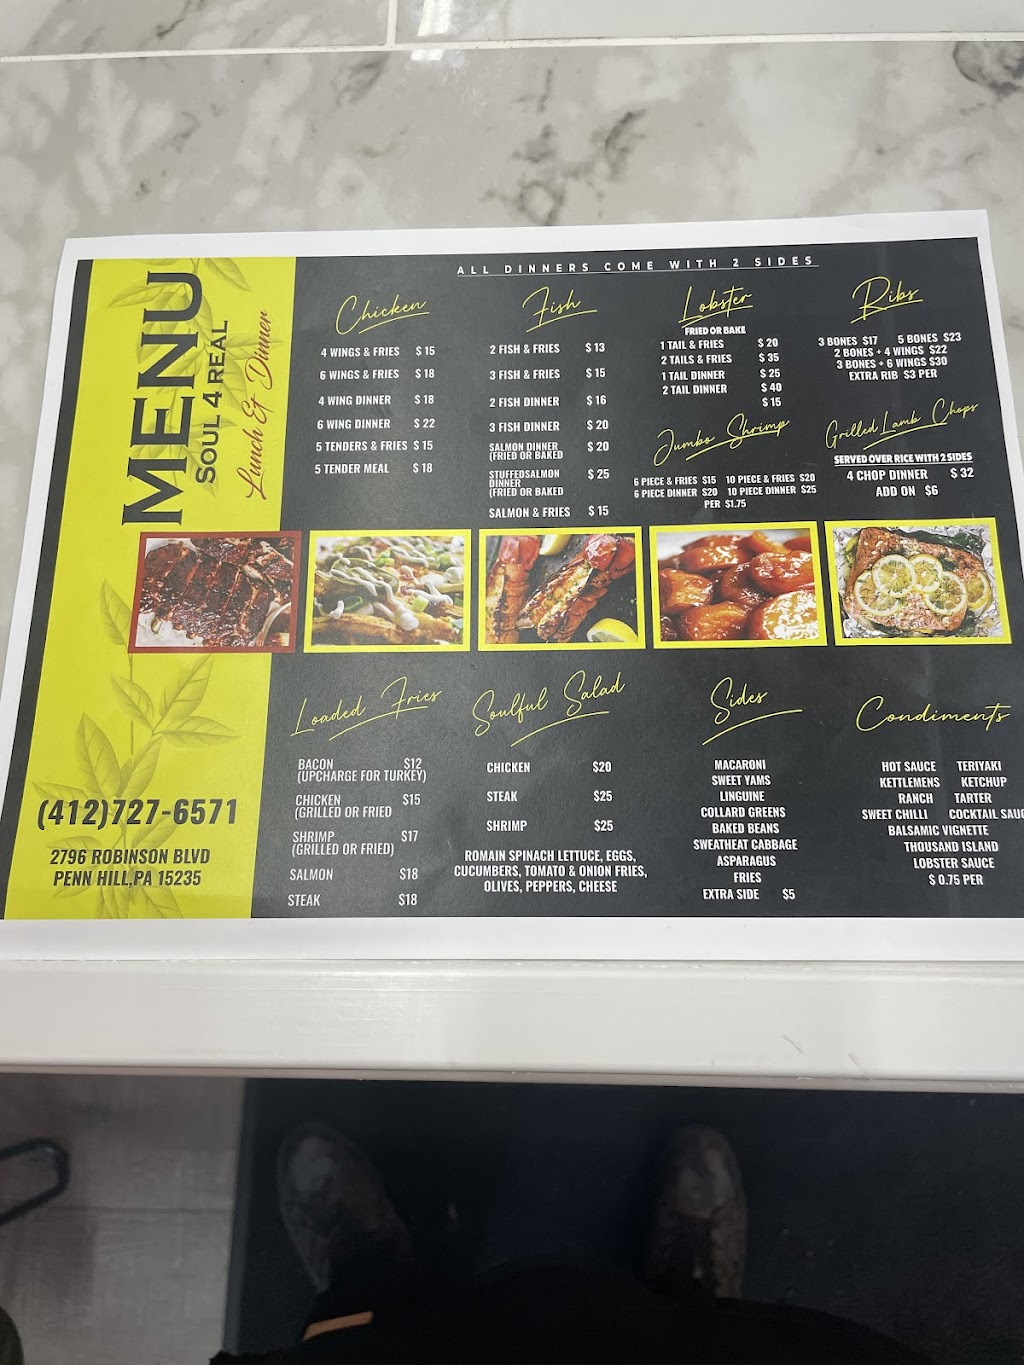 ALL DINNERS COME WITH 2 SIDES
MENU
SOUL 4 REAL
Lunch & Dinner
(412)727-6571
2796 ROBINSON BLVD
PENN HILL,PA 15235
Chicken
4 WINGS & FRIES $ 15
6 WINGS & FRIES $ 18
4 WING DINNER $ 18
6 WING DINNER $ 22
5 TENDERS & FRIES $ 15
5 TENDER MEAL $ 18
Fish
2 FISH & FRIES $ 13
3 FISH & FRIES $ 15
2 FISH DINNER $ 16
3 FISH DINNER $ 20
SALMON DINNER $ 20
(FRIED OR BAKED
STUFFEDSALMON $ 25
DINNER
(FRIED OR BAKED
SALMON & FRIES $ 15
Lobster
FRIED OR BAKE
1 TAIL & FRIES $ 20
2 TAILS & FRIES $ 35
1 TAIL DINNER $ 25
2 TAIL DINNER $ 40
$ 15
Jumbo Shrimp
6 PIECE & FRIES $15 10 PIECE & FRIES $20
6 PIECE DINNER $20 10 PIECE DINNER $25
PER $1.75
Ribs
3 BONES $17 5 BONES $23
2 BONES + 4 WINGS $22
3 BONES + 6 WINGS $30
EXTRA RIB $3 PER
Grilled Lamb Chops
SERVED OVER RICE WITH 2 SIDES
4 CHOP DINNER $ 32
ADD ON $6
Loaded Fries
BACON $12
(UPCHARGE FOR TURKEY)
CHICKEN $15
(GRILLED OR FRIED
SHRIMP $17
(GRILLED OR FRIED)
SALMON $18
STEAK $18
Soulful Salad
CHICKEN $20
STEAK $25
SHRIMP $25
ROMAIN SPINACH LETTUCE, EGGS,
CUCUMBERS, TOMATO & ONION FRIES,
OLIVES, PEPPERS, CHEESE
Sides
MACARONI
SWEET YAMS
LINGUINE
COLLARD GREENS
BAKED BEANS
SWEATHEAT CABBAGE
ASPARAGUS
FRIES
EXTRA SIDE $5
Condiments
HOT SAUCE TERIYAKI
KETTLEMENS KETCHUP
RANCH TARTER
SWEET CHILLI COCKTAIL SAUC
BALSAMIC VIGNETTE
THOUSAND ISLAND
LOBSTER SAUCE
$ 0.75 PER